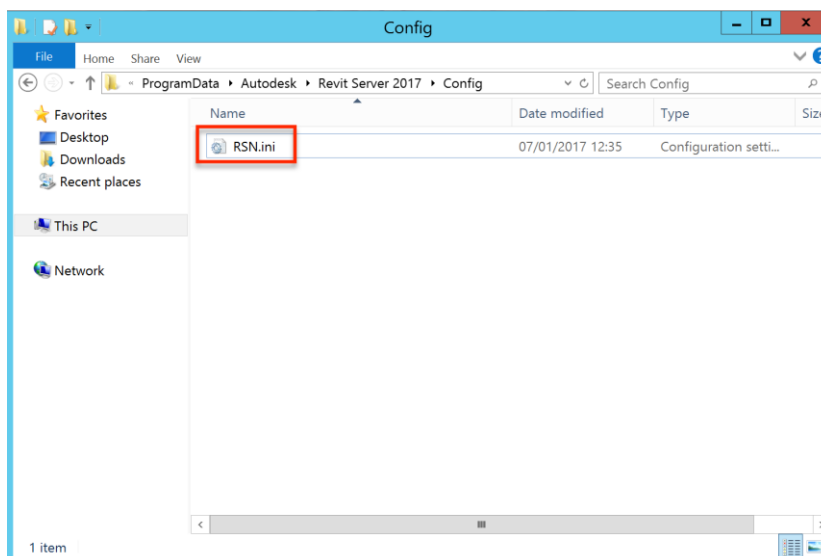 Config
File Home Share View
« ProgramData Autodesk Revit Server 2017 Config Search Config
Favorites
Desktop
Downloads
Recent places
This PC
Network
Name Date modified Type Size
RSN.ini 07/01/2017 12:35 Configuration setti...
1 item